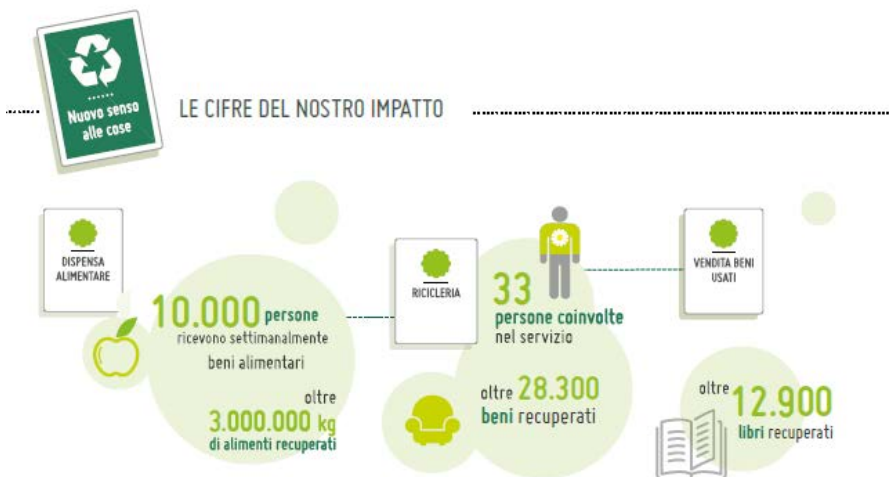 Nuovo senso
alle cose
LE CIFRE DEL NOSTRO IMPATTO
DISPENSA
ALIMENTARE
10.000 persone
ricevono settimanalmente
beni alimentari
oltre
3.000.000 kg
di alimenti recuperati
RICICLERIA
33
persone coinvolte
nel servizio
oltre 28.300
beni recuperati
VENDITA BENI
USATI
oltre 12.900
libri recuperati